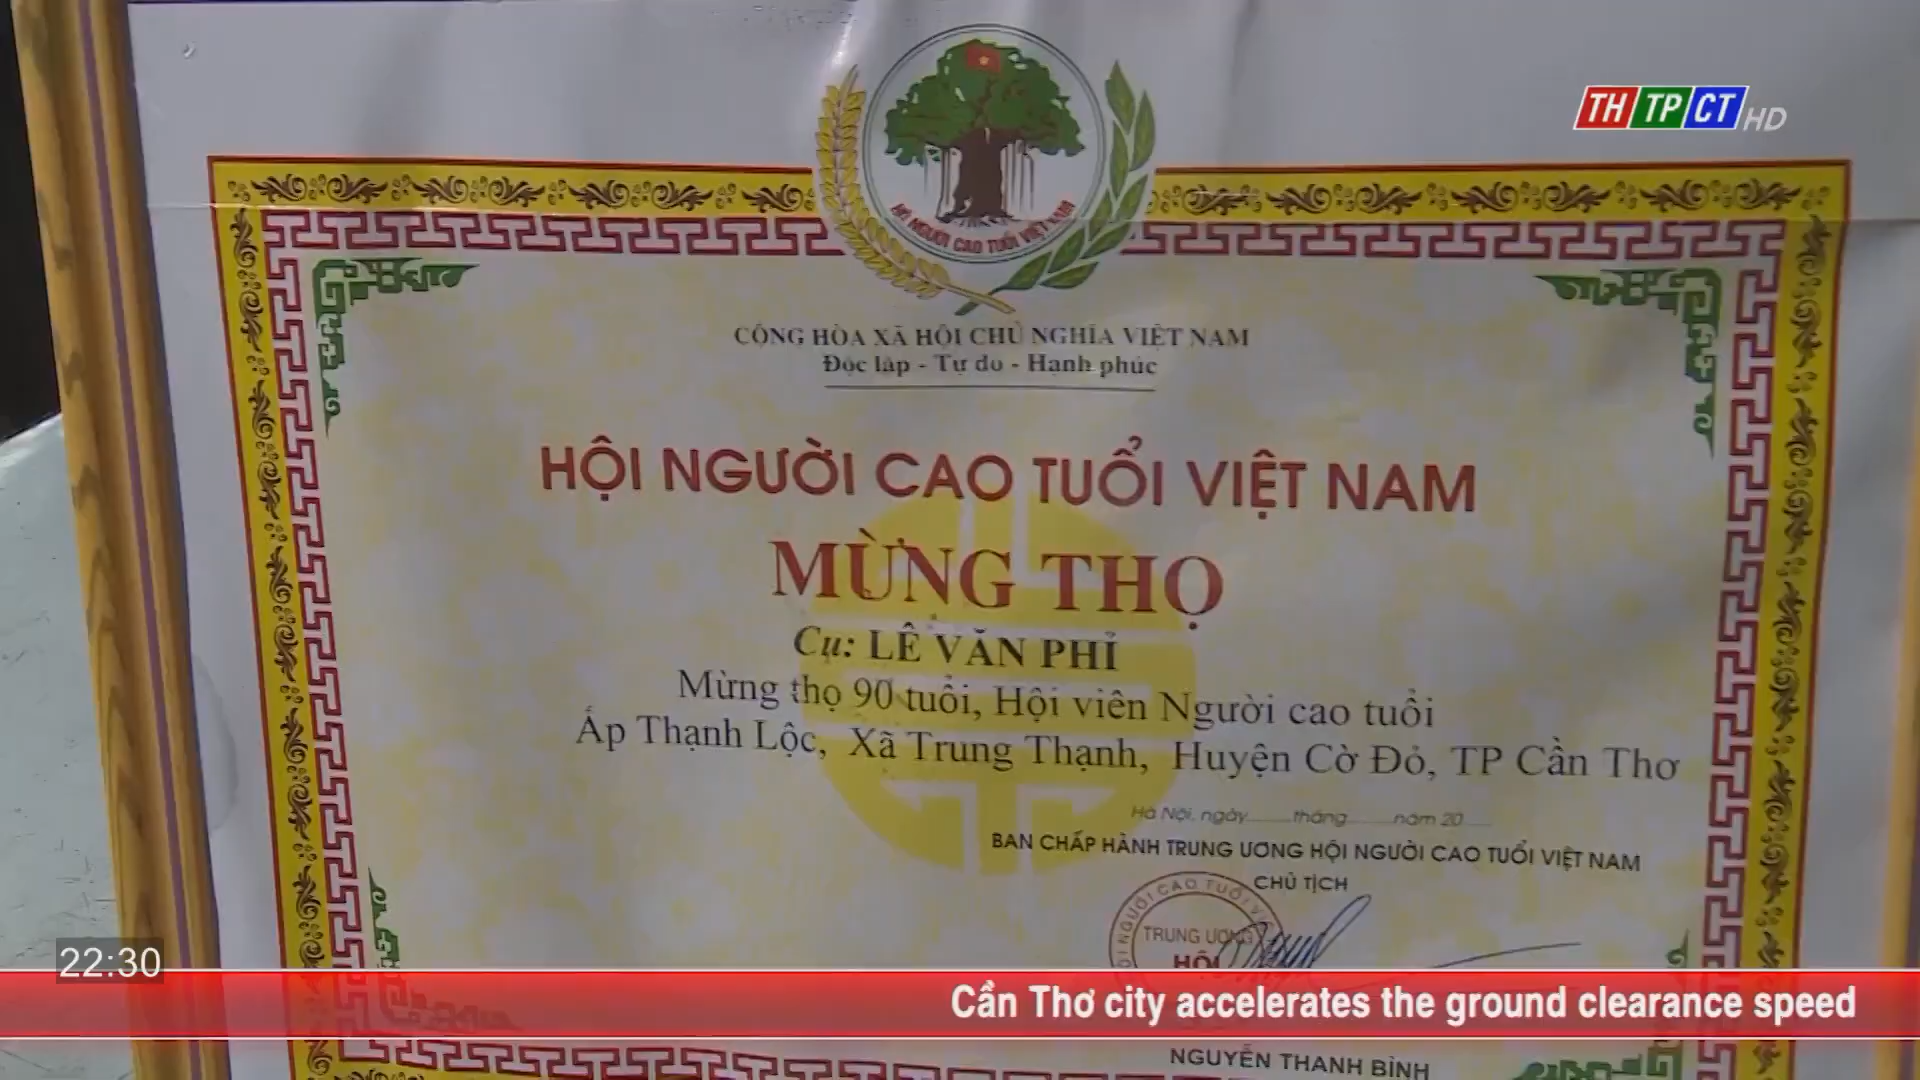 TH TP CT HD
HỘI NGƯỜI CAO TUỔI VIỆT NAM
CỘNG HÒA XÃ HỘI CHỦ NGHĨA VIỆT NAM
Độc lập - Tự do - Hạnh phúc
HỘI NGƯỜI CAO TUỔI VIỆT NAM
MỪNG THỌ
Cụ: LÊ VĂN PHỈ
Mừng thọ 90 tuổi, Hội viên Người cao tuổi
Ấp Thạnh Lộc, Xã Trung Thạnh, Huyện Cờ Đỏ, TP Cần Thơ
Hà Nội, ngày........tháng........năm 20.....
BAN CHẤP HÀNH TRUNG ƯƠNG HỘI NGƯỜI CAO TUỔI VIỆT NAM
CHỦ TỊCH
NGƯỜI CAO TUỔI
TRUNG ƯƠNG
HỘI
22:30
Cần Thơ city accelerates the ground clearance speed
NGUYỄN THANH BÌNH